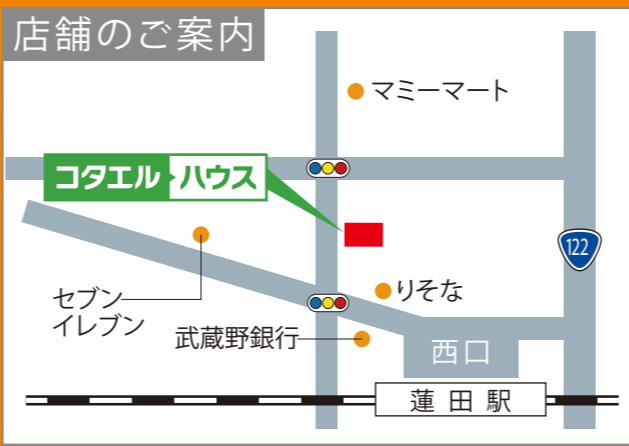 店舗のご案内
マミーマート
コタエル ハウス
122
セブン
イレブン
りそな
武蔵野銀行
西口
蓮田駅